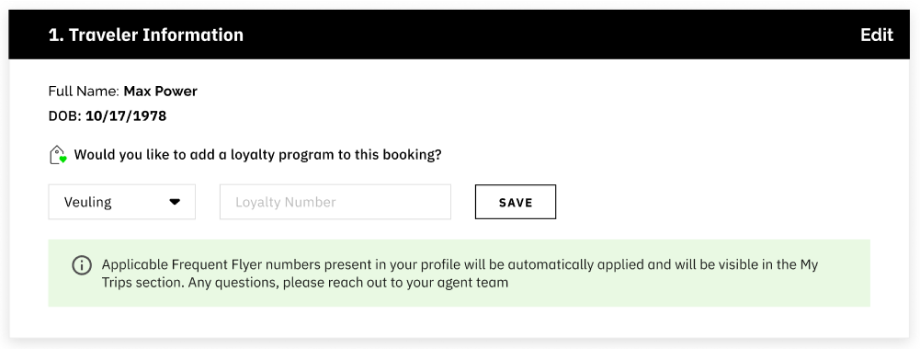 1. Traveler Information
Edit
Full Name: Max Power
DOB: 10/17/1978
Would you like to add a loyalty program to this booking?
Veuling
Loyalty Number
SAVE
Applicable Frequent Flyer numbers present in your profile will be automatically applied and will be visible in the My
Trips section. Any questions, please reach out to your agent team